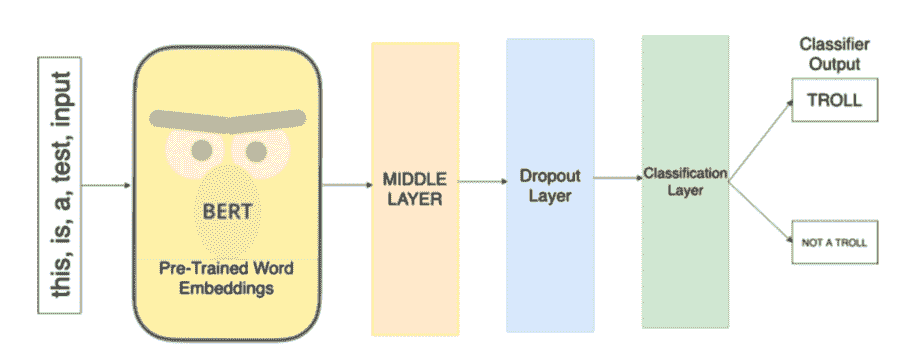 this, is, a, test, input
BERT
Pre-Trained Word
Embeddings
MIDDLE
LAYER
Dropout
Layer
Classification
Layer
Classifier
Output
TROLL
NOT A TROLL